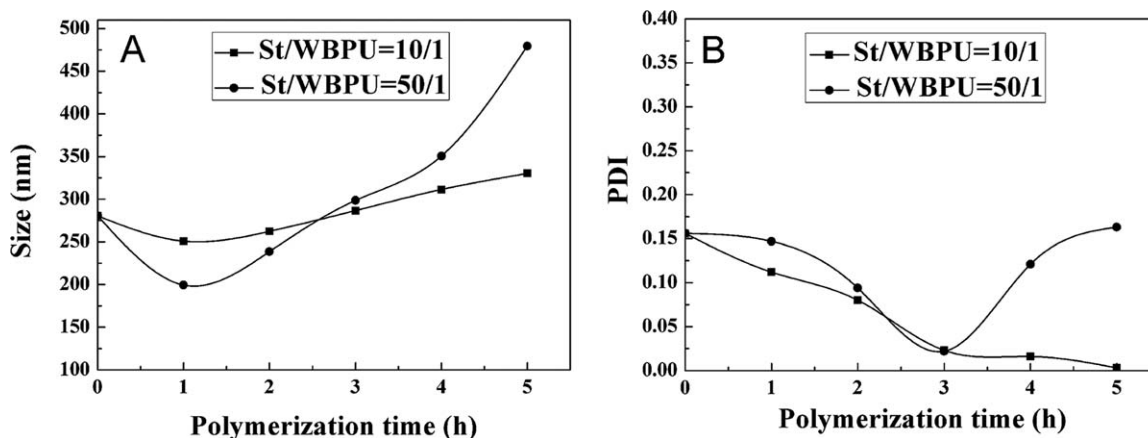 A
St/WBPU=10/1
St/WBPU=50/1
Size (nm)
500
450
400
350
300
250
200
150
100
0 1 2 3 4 5
Polymerization time (h)
B
St/WBPU=10/1
St/WBPU=50/1
PDI
0.40
0.35
0.30
0.25
0.20
0.15
0.10
0.05
0.00
0 1 2 3 4 5
Polymerization time (h)